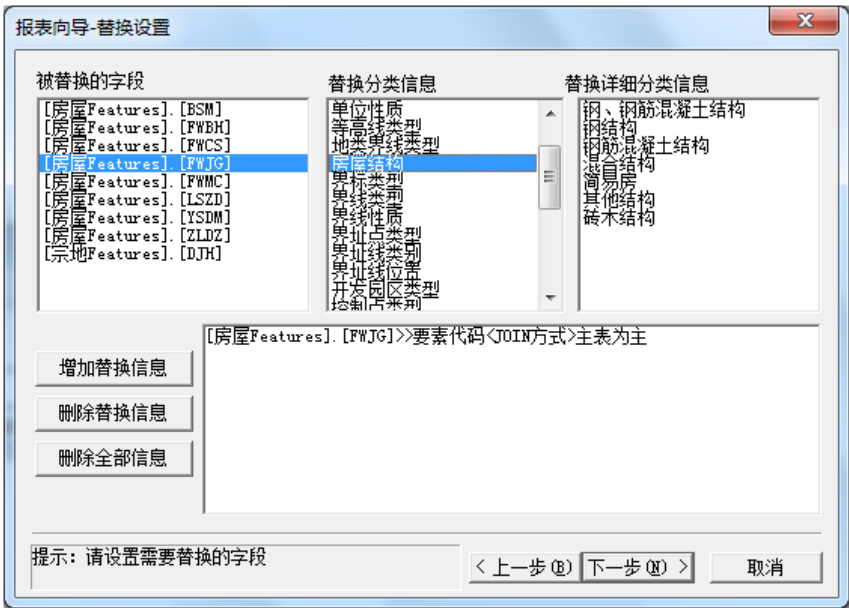 报表向导-替换设置
被替换的字段
[房屋Features].[BSM]
[房屋Features].[FWBH]
[房屋Features].[FWCS]
[房屋Features].[FWJG]
[房屋Features].[FWMC]
[房屋Features].[LSZD]
[房屋Features].[YSDM]
[房屋Features].[ZLDZ]
[宗地Features].[DJH]
替换分类信息
单位性质
等高线类型
地类界线类型
房屋结构
界标类型
界线类型
界线性质
界址点类型
界址线类别
界址线位置
开发园区类型
控制点类型
替换详细分类信息
钢、钢筋混凝土结构
钢结构
钢筋混凝土结构
混合结构
简易房
其他结构
砖木结构
增加替换信息
删除替换信息
删除全部信息
[房屋Features].[FWJG]>>要素代码<JOIN方式>主表为主
提示：请设置需要替换的字段
< 上一步(B)
下一步(N) >
取消